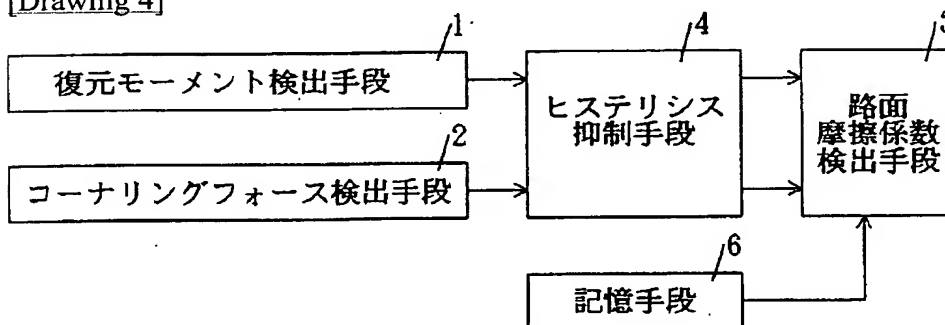 [Drawing 4]
1
復元モーメント検出手段
2
コーナリングフォース検出手段
4
ヒステリシス
抑制手段
路面
摩擦係数
検出手段
6
記憶手段